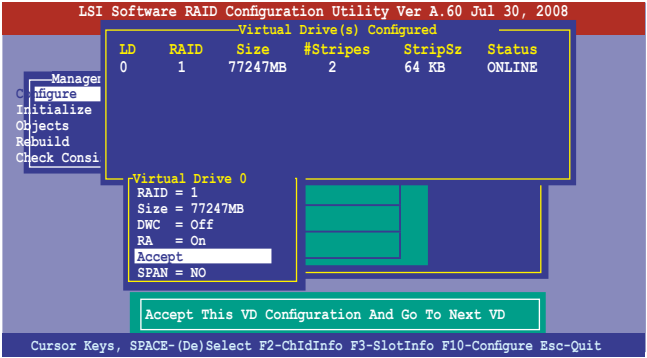 LSI Software RAID Configuration Utility Ver A.60 Jul 30, 2008
Virtual Drive(s) Configured
LD RAID Size #Stripes StripSz Status
0 1 77247MB 2 64 KB ONLINE
Manager
Configure
Initialize
Objects
Rebuild
Check Consi
Virtual Drive 0
RAID = 1
Size = 77247MB
DWC = Off
RA = On
Accept
SPAN = NO
Accept This VD Configuration And Go To Next VD
Cursor Keys, SPACE-(De)Select F2-ChIdInfo F3-SlotInfo F10-Configure Esc-Quit